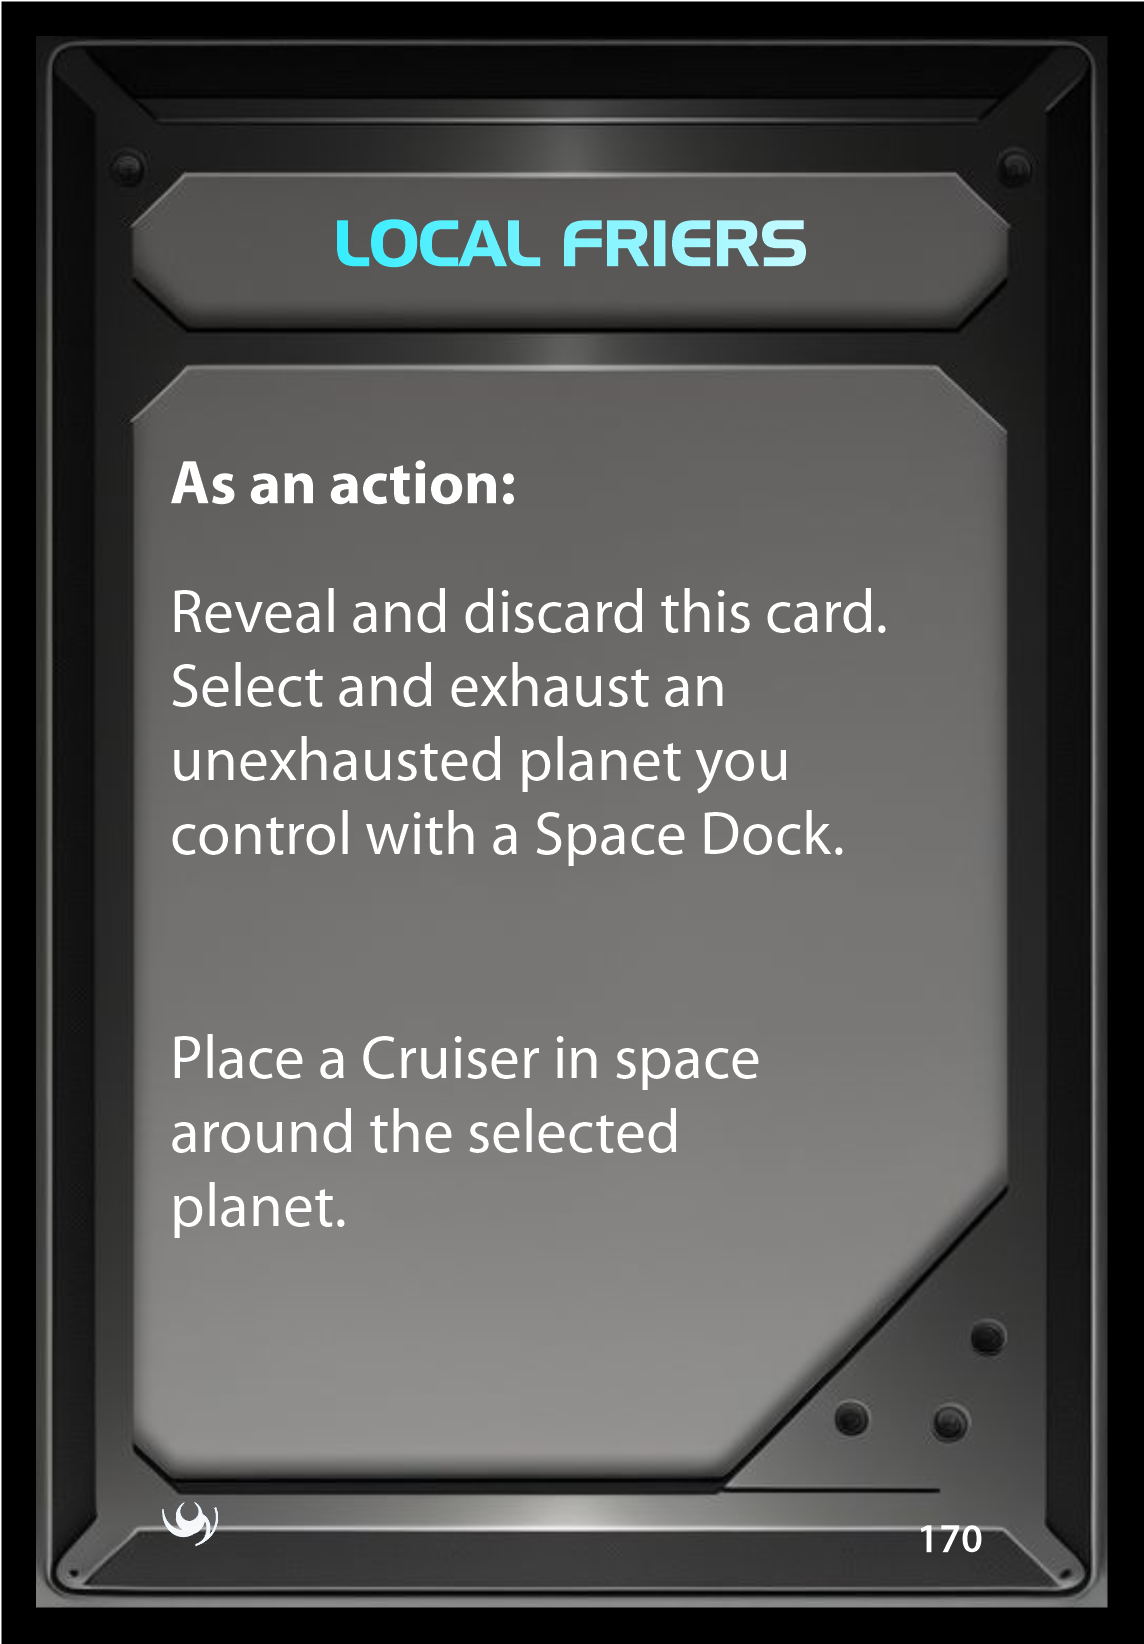 LOCAL FRIERS
As an action:
Reveal and discard this card.
Select and exhaust an
unexhausted planet you
control with a Space Dock.
Place a Cruiser in space
around the selected
planet.
170